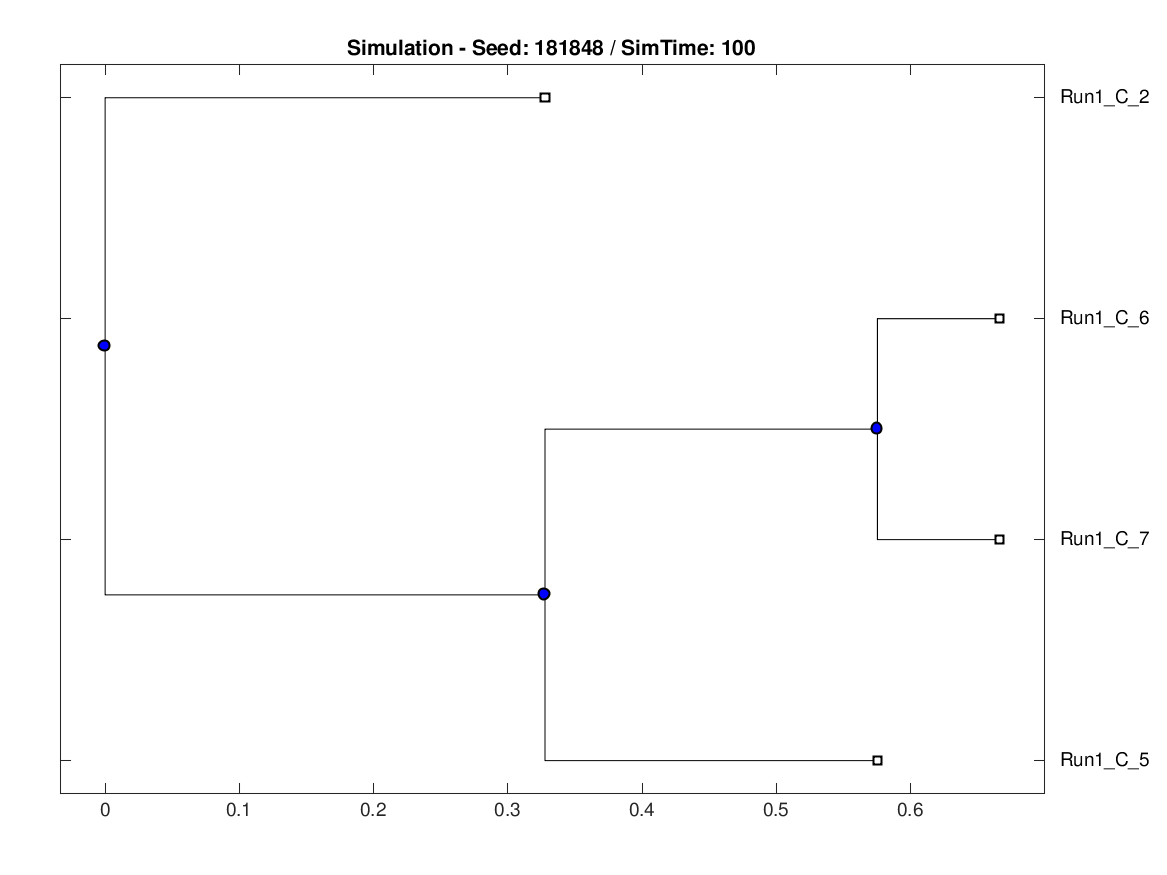 Simulation - Seed: 181848 / SimTime: 100
Run1_C_2
Run1_C_6
Run1_C_7
Run1_C_5
0 0.1 0.2 0.3 0.4 0.5 0.6